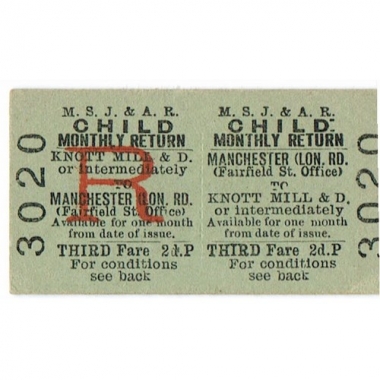 3020
M. S. J. & A. R.
CHILD
MONTHLY RETURN
KNOTT MILL & D.
or intermediately
TO
MANCHESTER (LON. RD.
(Fairfield St. Office)
Available for one month
from date of issue.
THIRD Fare 2d.P
For conditions
see back
R
M. S. J. & A. R.
CHILD
MONTHLY RETURN
MANCHESTER (LON. RD.
(Fairfield St. Office)
TO
KNOTT MILL & D.
or intermediately
Available for one month
from date of issue.
THIRD Fare 2d.P
For conditions
see back
3020